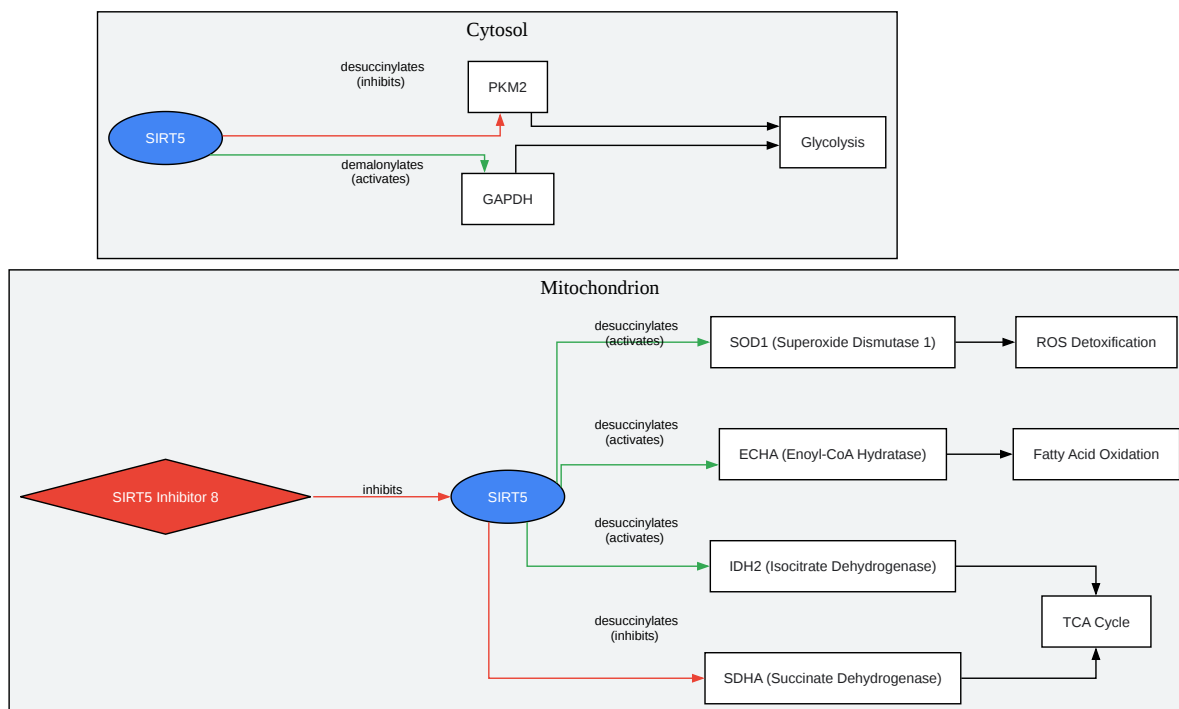 Cytosol
desuccinylates
(inhibits)
PKM2
SIRT5
Glycolysis
demalonylates
(activates)
GAPDH
Mitochondrion
desuccinylates
(activates)
SOD1 (Superoxide Dismutase 1)
ROS Detoxification
desuccinylates
(activates)
ECHA (Enoyl-CoA Hydratase)
Fatty Acid Oxidation
SIRT5 Inhibitor 8
inhibits
SIRT5
desuccinylates
(activates)
IDH2 (Isocitrate Dehydrogenase)
TCA Cycle
desuccinylates
(inhibits)
SDHA (Succinate Dehydrogenase)